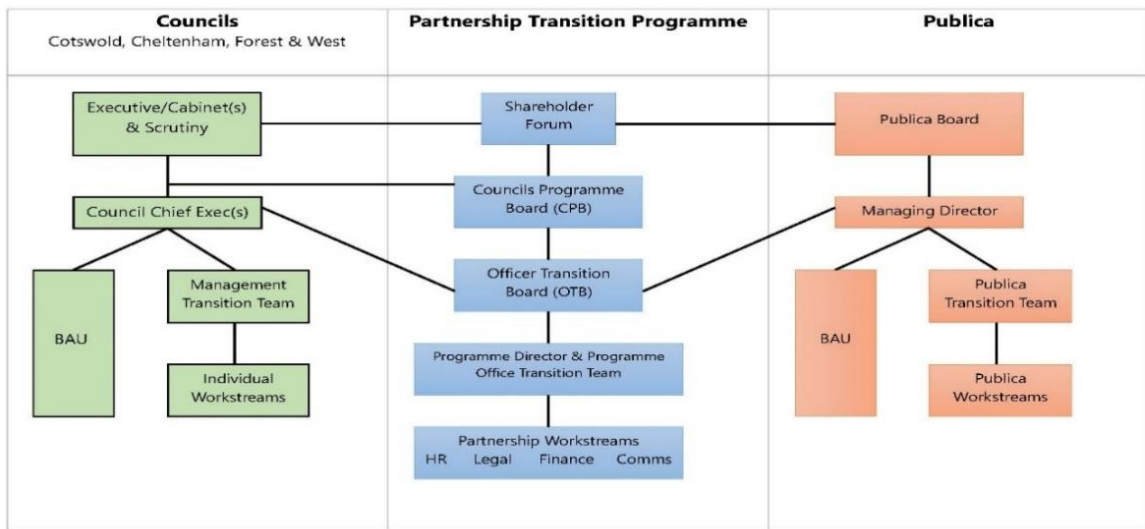 Councils
Cotswold, Cheltenham, Forest & West
Partnership Transition Programme
Publica
Executive/Cabinet(s)
& Scrutiny
Council Chief Exec(s)
BAU
Management
Transition Team
Individual
Workstreams
Shareholder
Forum
Councils Programme
Board (CPB)
Officer Transition
Board (OTB)
Programme Director & Programme
Office Transition Team
Partnership Workstreams
HR Legal Finance Comms
Publica Board
Managing Director
BAU
Publica
Transition Team
Publica
Workstreams